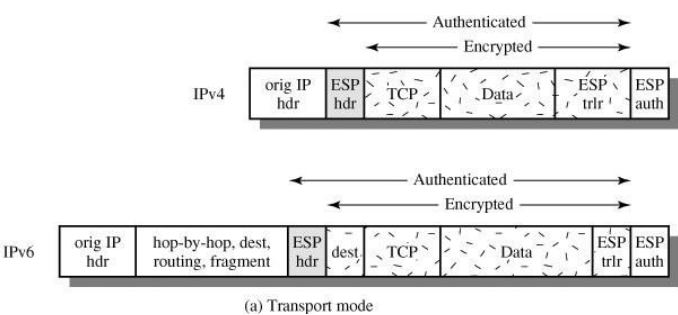 Authenticated
Encrypted
IPv4
orig IP
hdr
ESP
hdr
TCP
Data
ESP
trlr
ESP
auth
Authenticated
Encrypted
IPv6
orig IP
hdr
hop-by-hop, dest,
routing, fragment
ESP
hdr
dest
TCP
Data
ESP
trlr
ESP
auth
(a) Transport mode